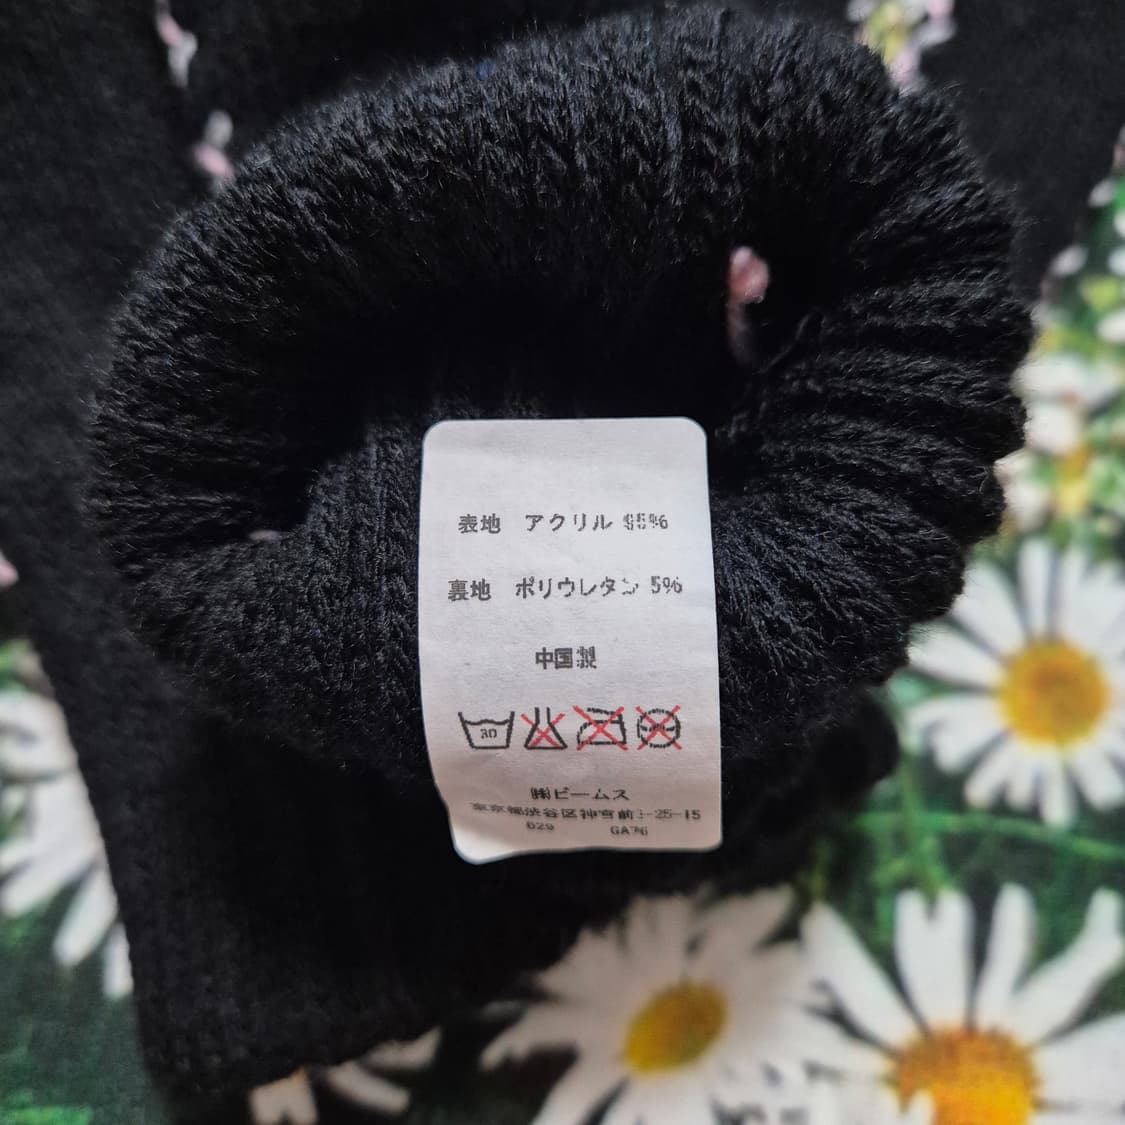 表地 アクリル 95%
裏地 ポリウレタン 5%
中国製
30
㈱ビームス
東京都渋谷区神宮前3-25-15
029